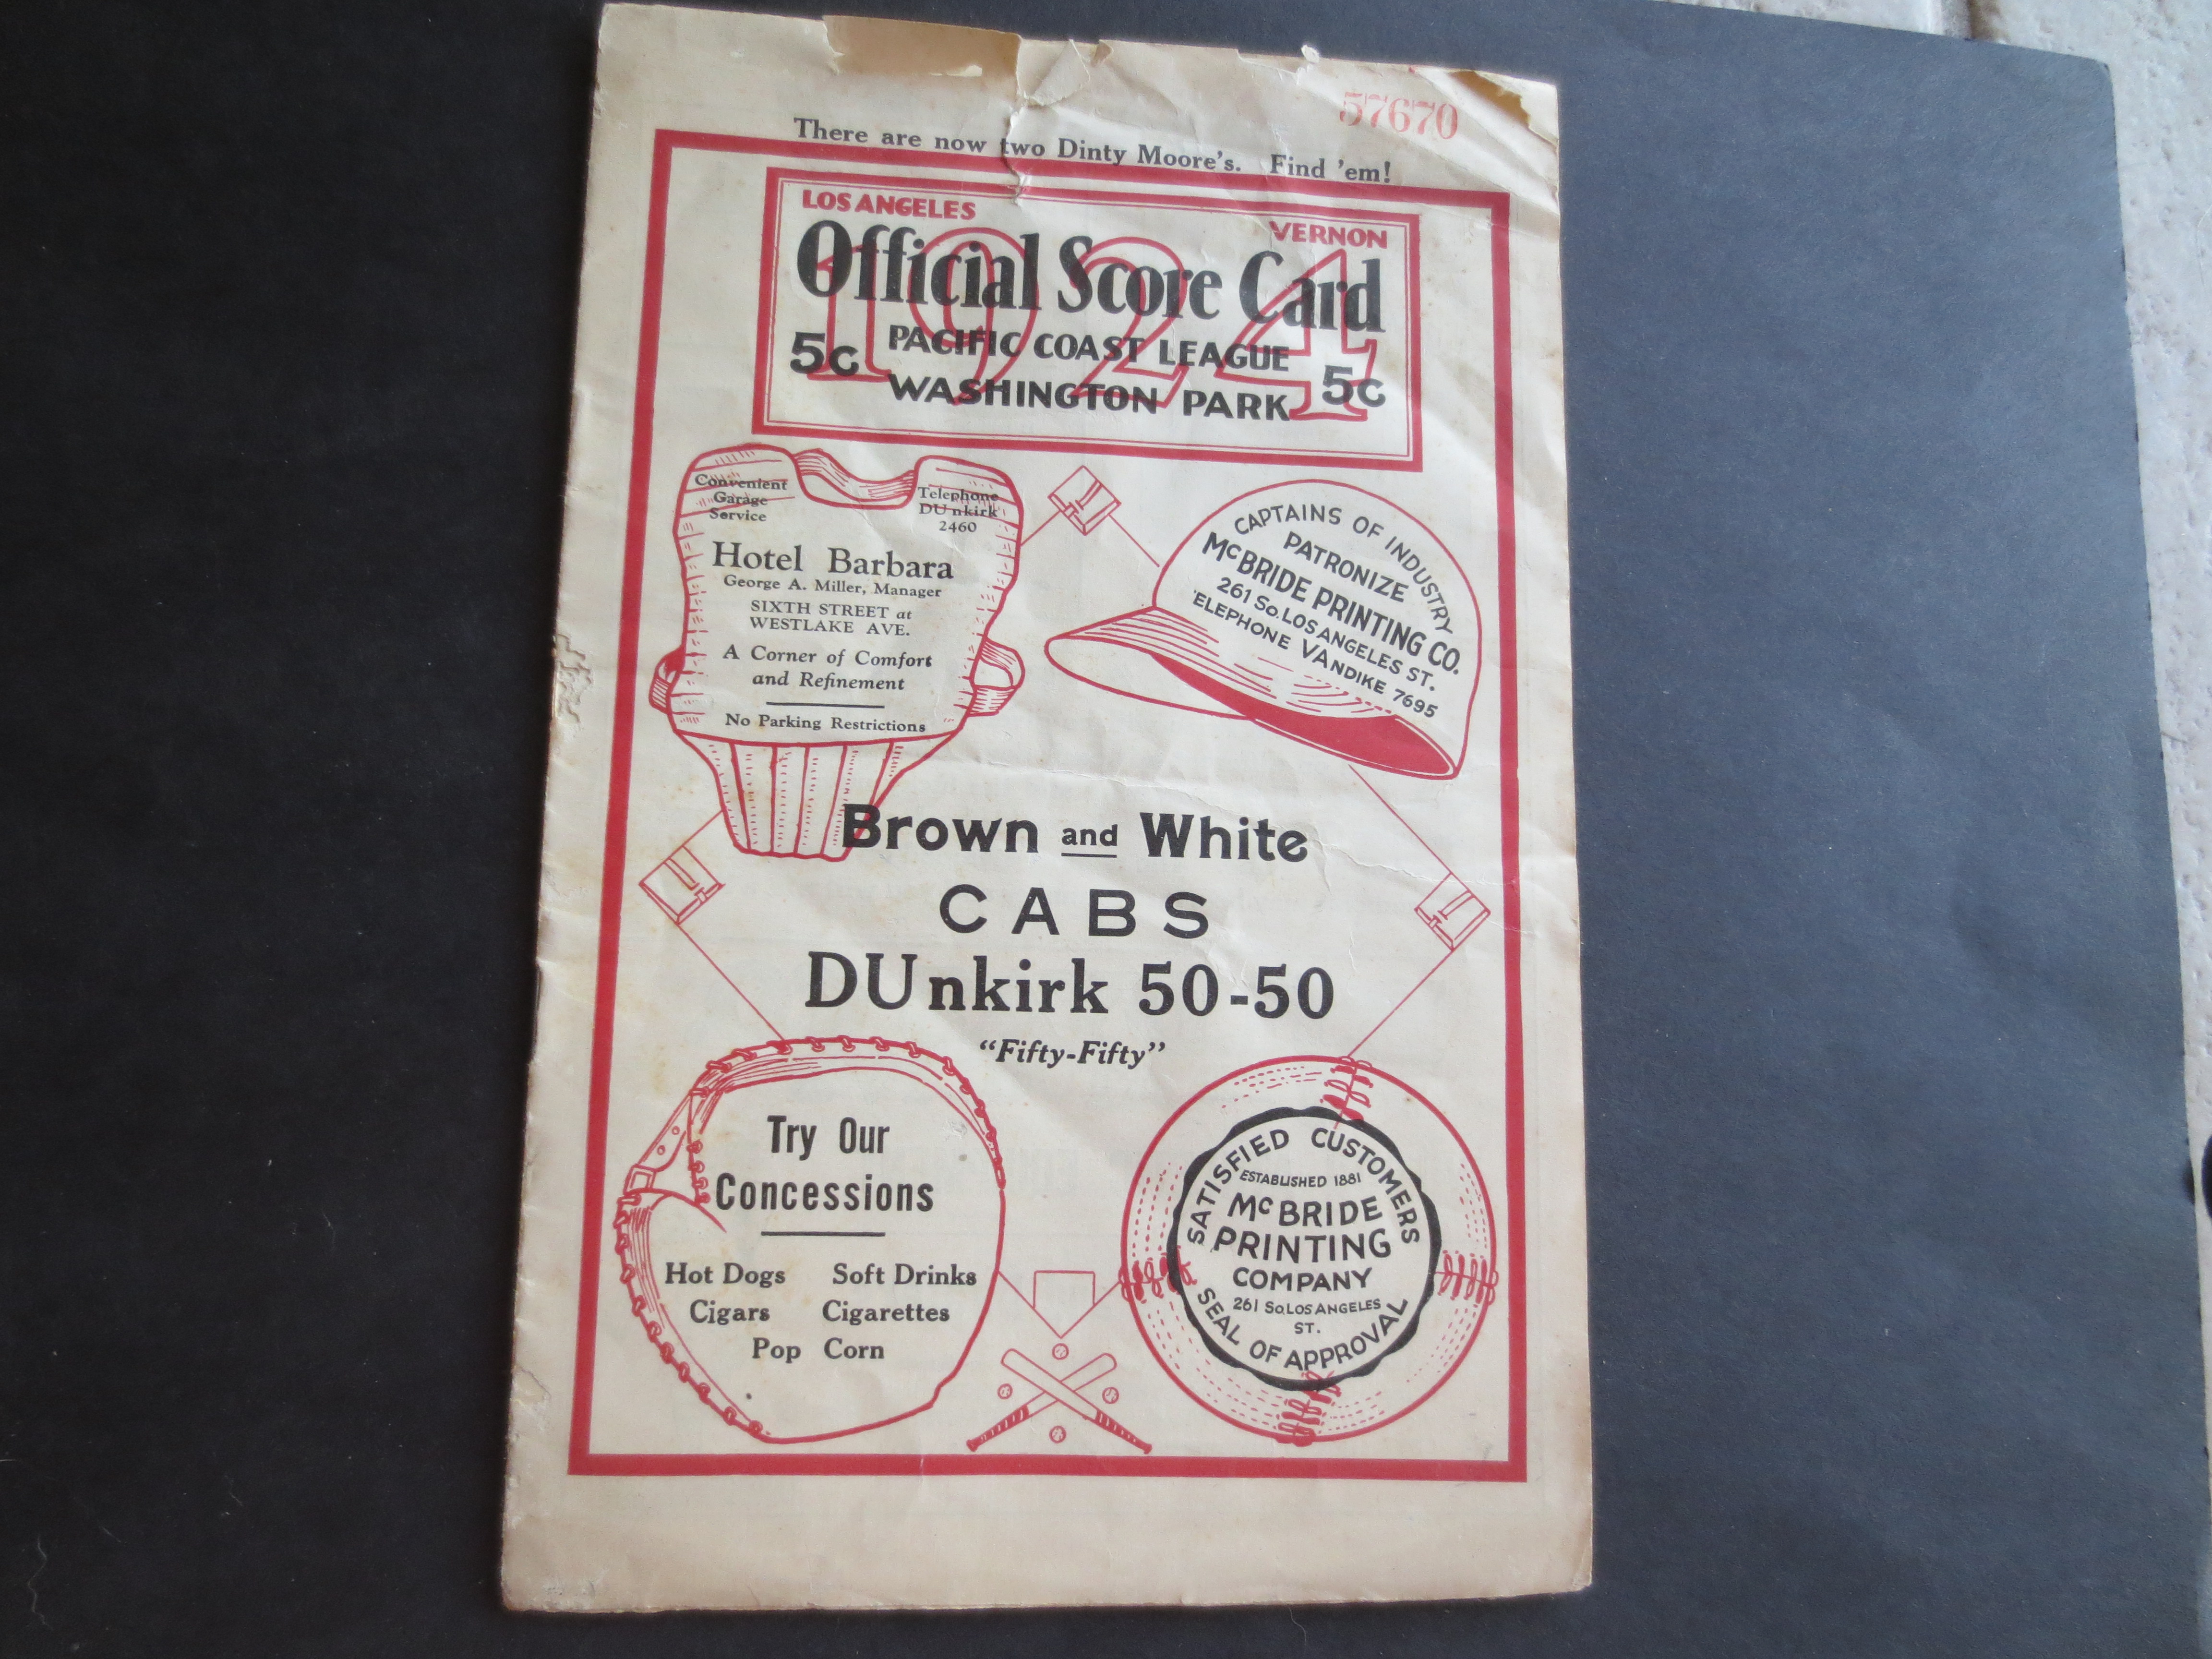 57670
There are now two Dinty Moore's. Find 'em!
LOS ANGELES
VERNON
1924
Official Score Card
5c PACIFIC COAST LEAGUE 5c
WASHINGTON PARK
Convenient
Garage
Service
Telephone
DUnkirk
2460
Hotel Barbara
George A. Miller, Manager
SIXTH STREET at
WESTLAKE AVE.
A Corner of Comfort
and Refinement
No Parking Restrictions
CAPTAINS OF INDUSTRY
PATRONIZE
McBRIDE PRINTING CO.
261 So. LOS ANGELES ST.
'ELEPHONE VANDIKE 7695
Brown and White
CABS
DUnkirk 50-50
"Fifty-Fifty"
Try Our
Concessions
Hot Dogs Soft Drinks
Cigars Cigarettes
Pop Corn
SATISFIED CUSTOMERS
ESTABLISHED 1881
McBRIDE
PRINTING
COMPANY
261 So. LOS ANGELES
ST.
SEAL OF APPROVAL